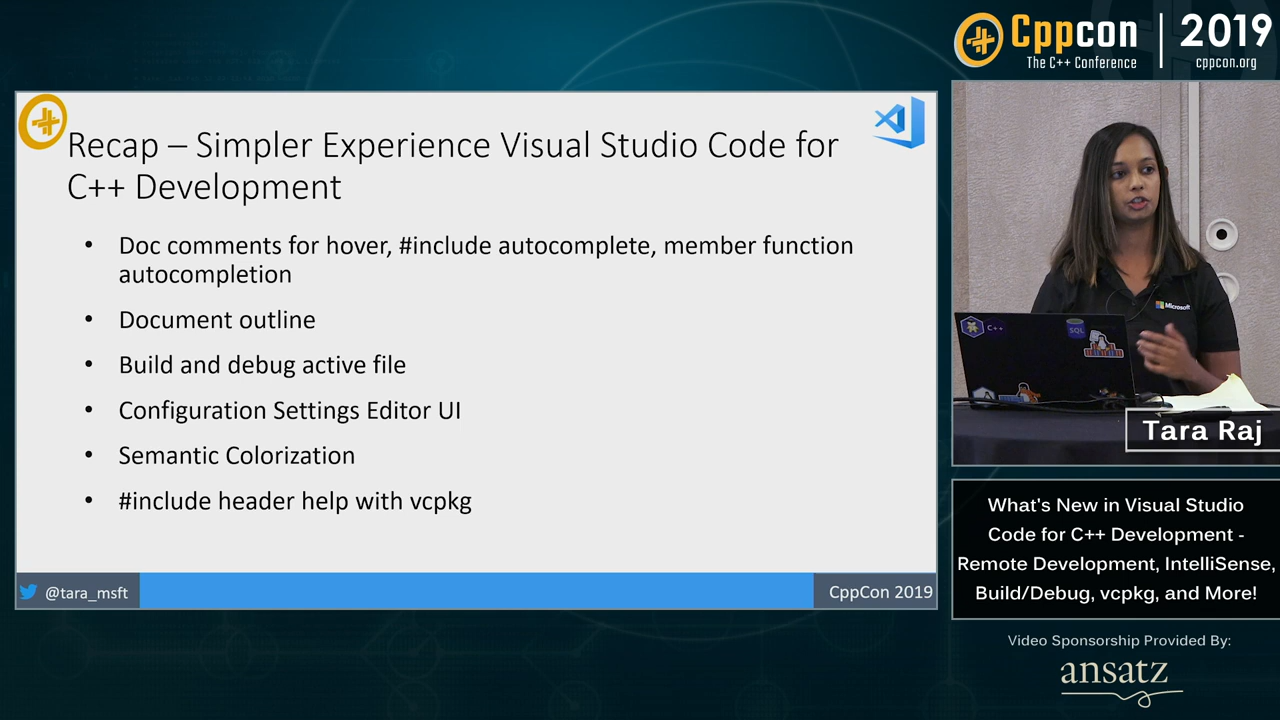 Cppcon
The C++ Conference
2019
cppcon.org
Recap – Simpler Experience Visual Studio Code for
C++ Development
• Doc comments for hover, #include autocomplete, member function
autocompletion
• Document outline
• Build and debug active file
• Configuration Settings Editor UI
• Semantic Colorization
• #include header help with vcpkg
@tara_msft
CppCon 2019
Microsoft
C++
SQL
Tara Raj
What's New in Visual Studio
Code for C++ Development -
Remote Development, IntelliSense,
Build/Debug, vcpkg, and More!
Video Sponsorship Provided By:
ansatz